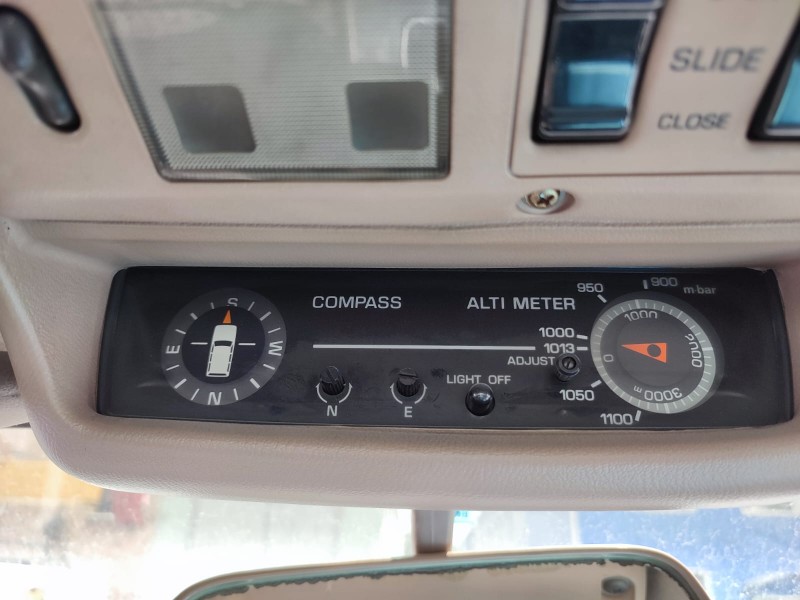 SLIDE
CLOSE
COMPASS
ALTI METER
S
E
W
N
N
E
LIGHT OFF
ADJUST
950
900 m·bar
1000
1013
1050
1100
0
1000
2000
3000 m